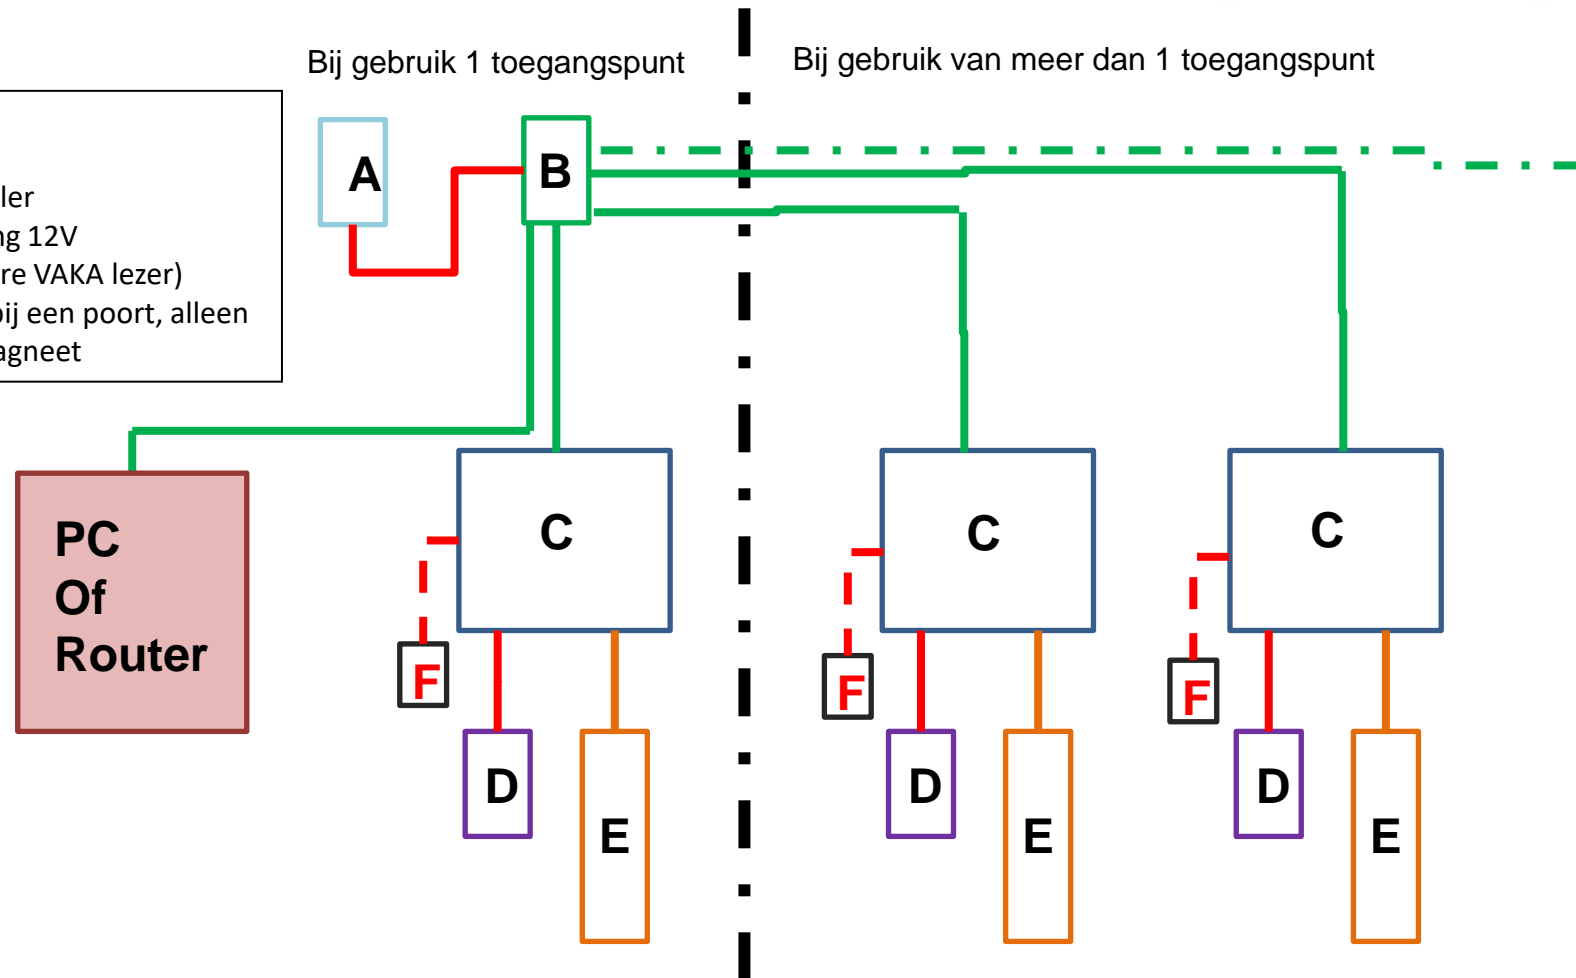 Bij gebruik 1 toegangspunt
Bij gebruik van meer dan 1 toegangspunt
ler
ng 12V
re VAKA lezer)
ij een poort, alleen
agneet
A
B
PC
Of
Router
C
C
C
F
F
F
D
D
D
E
E
E